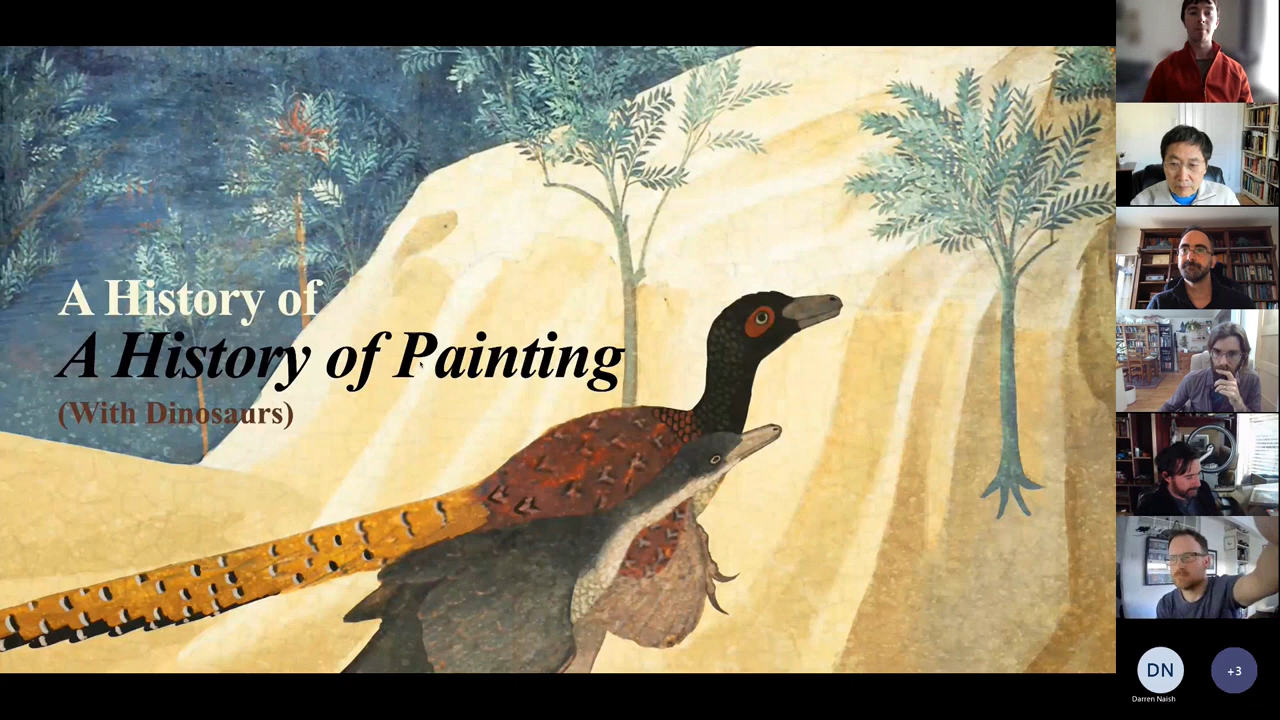 A History of
A History of Painting
(With Dinosaurs)
DN
+3
Darren Naish